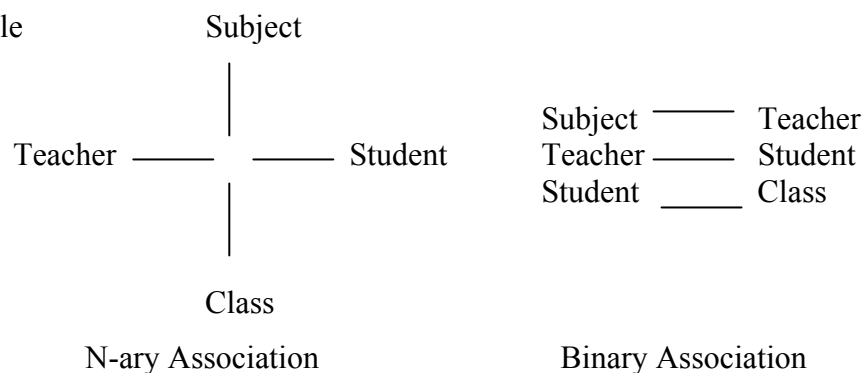 le
Subject
Teacher
Student
Class
N-ary Association
Subject Teacher
Teacher Student
Student Class
Binary Association